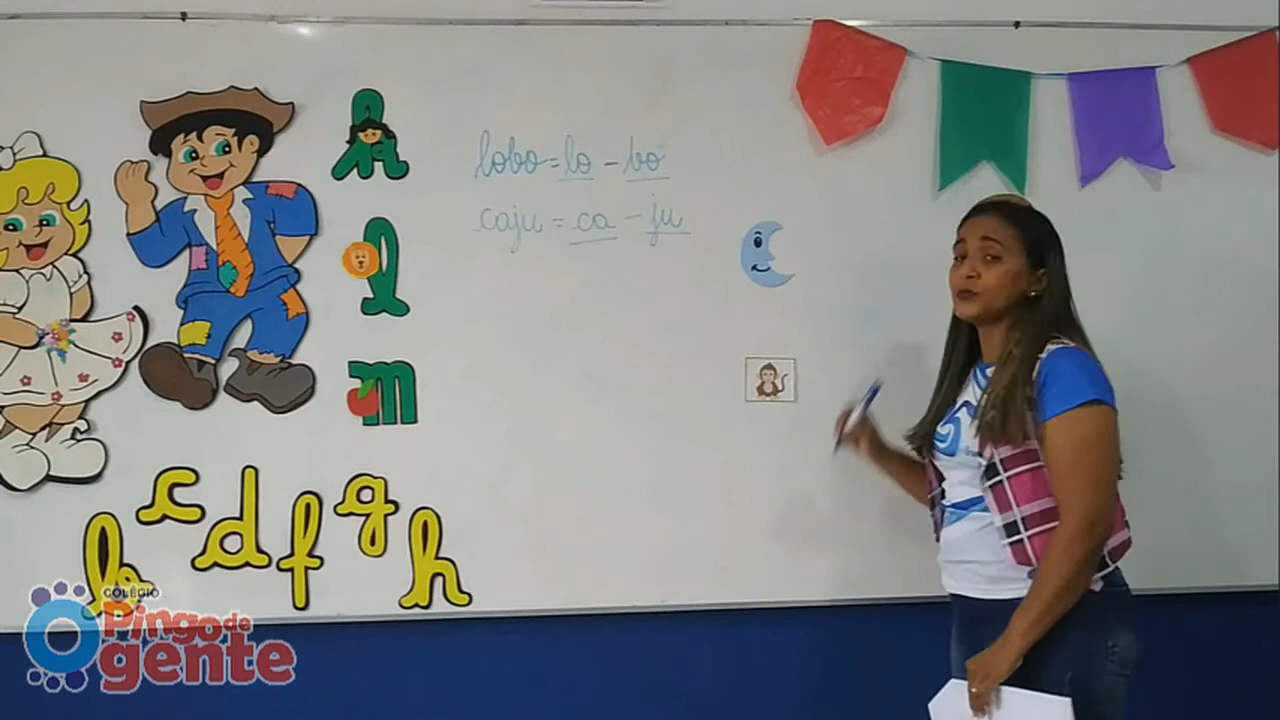 lobo = lo - bo
caju = ca - ju
k
l
m
b c d f g h
COLÉGIO
Pingo de
gente